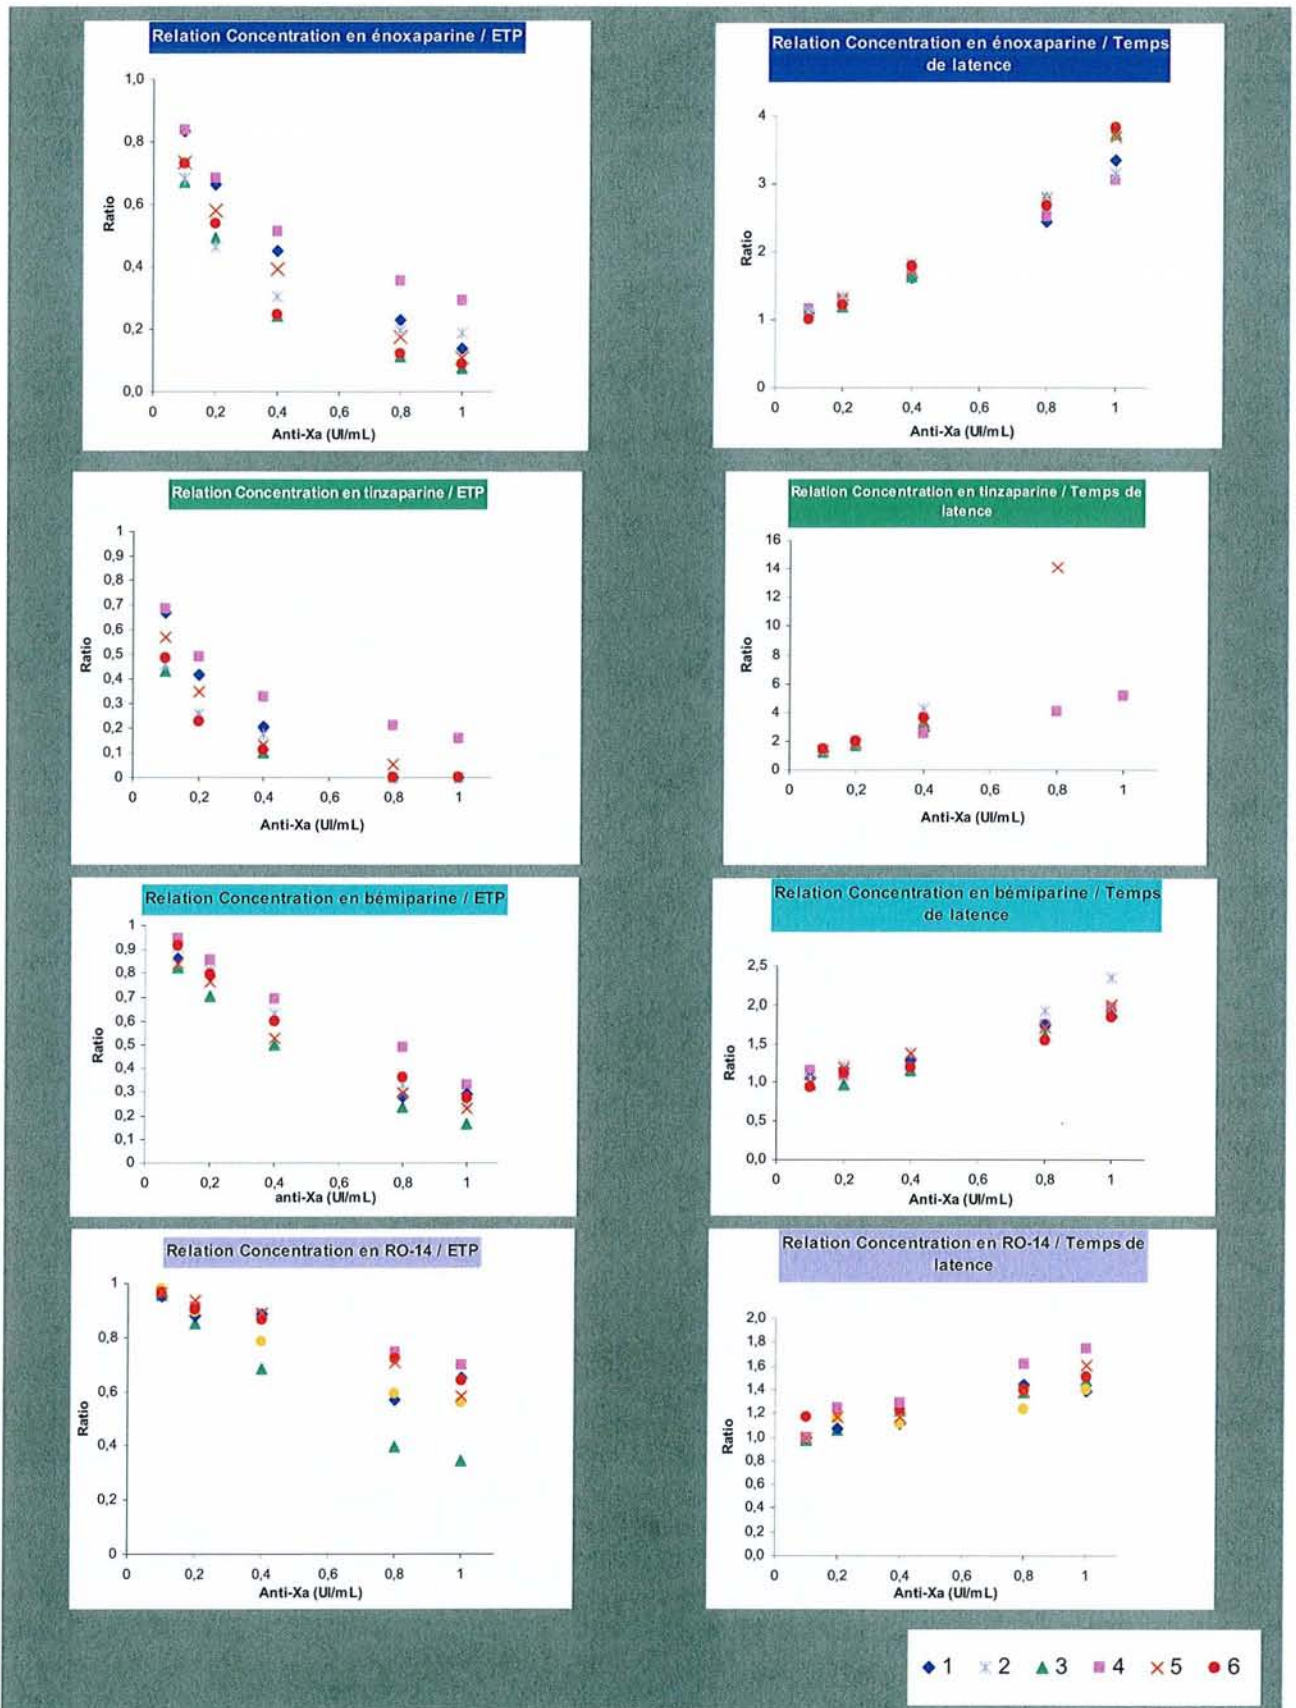 Relation Concentration en énoxaparine / ETP
1,0
0,8
0,6
0,4
0,2
0,0
Ratio
0 0,2 0,4 0,6 0,8 1
Anti-Xa (UI/mL)
Relation Concentration en énoxaparine / Temps
de latence
4
3
2
1
0
Ratio
0 0,2 0,4 0,6 0,8 1
Anti-Xa (UI/mL)
Relation Concentration en tinzaparine / ETP
1
0,9
0,8
0,7
0,6
0,5
0,4
0,3
0,2
0,1
0
Ratio
0 0,2 0,4 0,6 0,8 1
Anti-Xa (UI/mL)
Relation Concentration en tinzaparine / Temps de
latence
16
14
12
10
8
6
4
2
0
Ratio
0 0,2 0,4 0,6 0,8 1
Anti-Xa (UI/mL)
Relation Concentration en bémiparine / ETP
1
0,9
0,8
0,7
0,6
0,5
0,4
0,3
0,2
0,1
0
Ratio
0 0,2 0,4 0,6 0,8 1
anti-Xa (UI/mL)
Relation Concentration en bémiparine / Temps
de latence
2,5
2,0
1,5
1,0
0,5
0,0
Ratio
0 0,2 0,4 0,6 0,8 1
Anti-Xa (UI/mL)
Relation Concentration en RO-14 / ETP
1
0,8
0,6
0,4
0,2
0
Ratio
0 0,2 0,4 0,6 0,8 1
Anti-Xa (UI/mL)
Relation Concentration en RO-14 / Temps de
latence
2,0
1,8
1,6
1,4
1,2
1,0
0,8
0,6
0,4
0,2
0,0
Ratio
0 0,2 0,4 0,6 0,8 1
Anti-Xa (UI/mL)
1 2 3 4 5 6